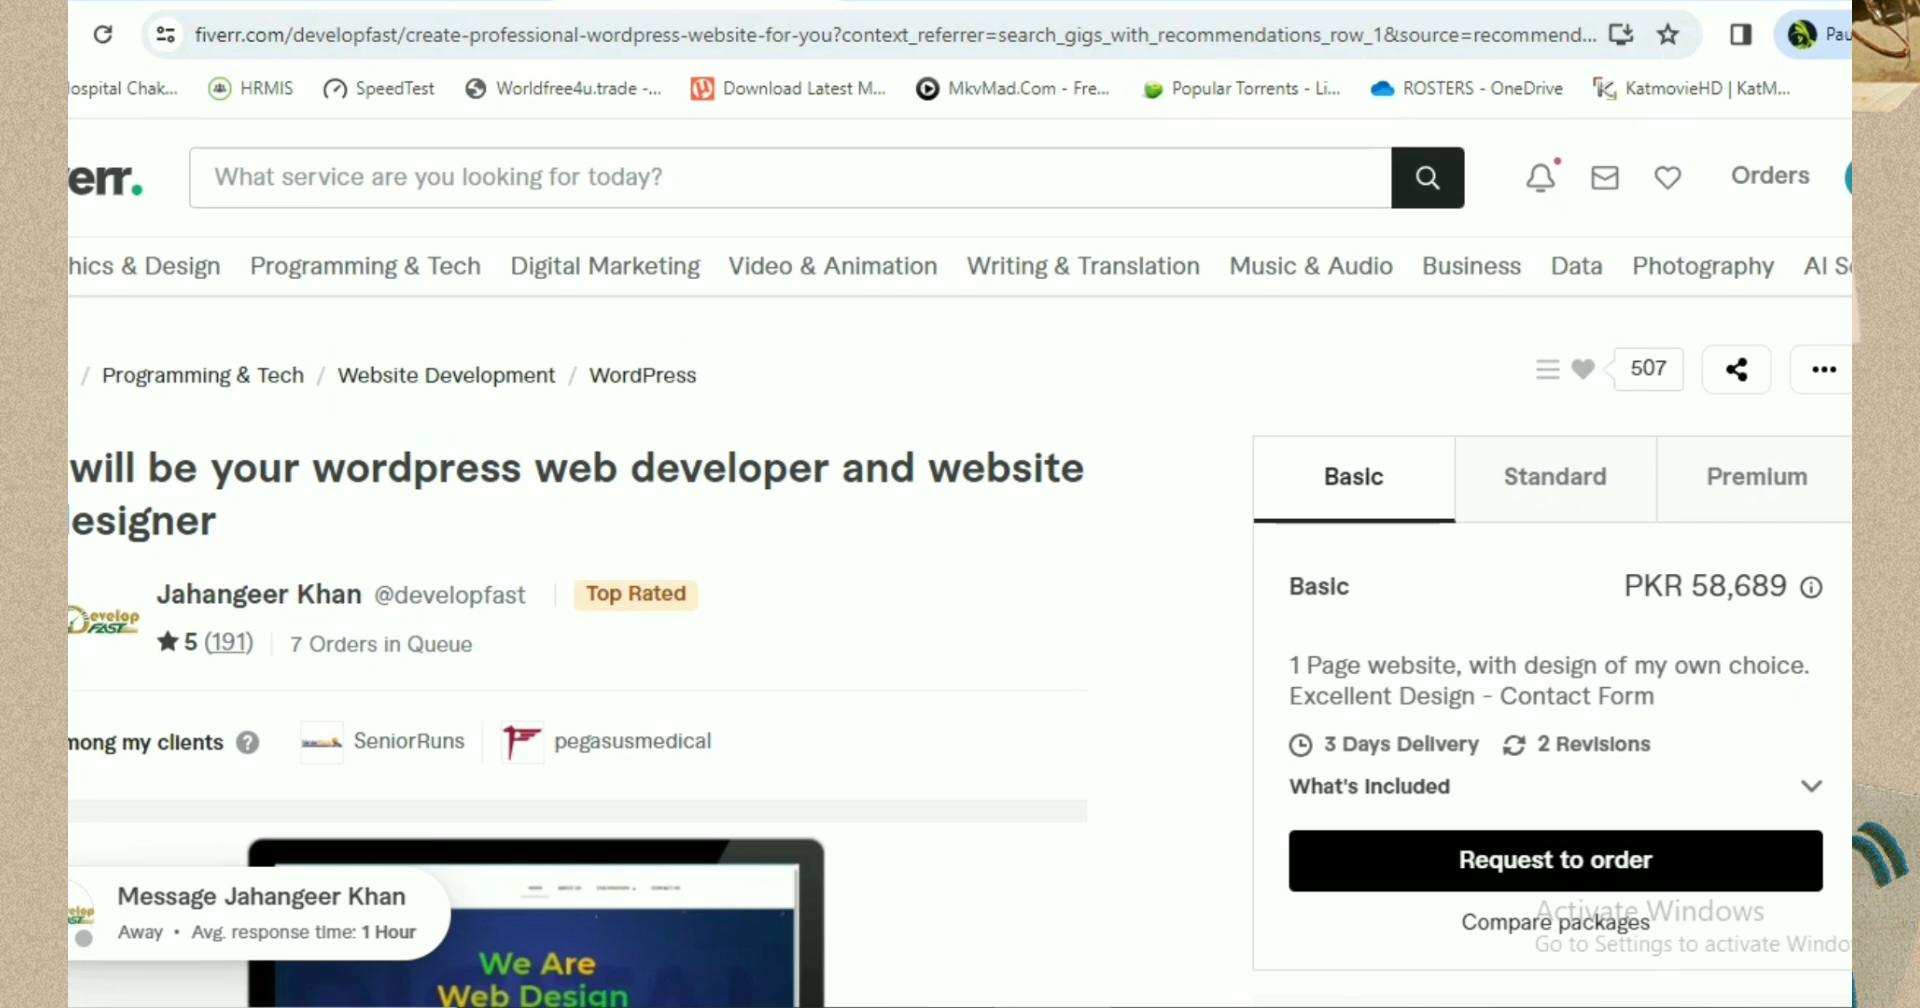 fiverr.com/developfast/create-professional-wordpress-website-for-you?context_referrer=search_gigs_with_recommendations_row_1&source=recommend...
Pau
lospital Chak... HRMIS SpeedTest Worldfree4u.trade -... Download Latest M... MkvMad.Com - Fre... Popular Torrents - Li... ROSTERS - OneDrive KatmovieHD | KatM...
err.
What service are you looking for today?
Orders
hics & Design Programming & Tech Digital Marketing Video & Animation Writing & Translation Music & Audio Business Data Photography AI S
/ Programming & Tech / Website Development / WordPress
507
will be your wordpress web developer and website
esigner
Jahangeer Khan @developfast Top Rated
5 (191) 7 Orders in Queue
Develop
FAST
mong my clients ? SeniorRuns pegasusmedical
Basic Standard Premium
Basic PKR 58,689
1 Page website, with design of my own choice.
Excellent Design - Contact Form
3 Days Delivery 2 Revisions
What's Included
Request to order
Compare packages
Activate Windows
Go to Settings to activate Windo
Message Jahangeer Khan
Away • Avg. response time: 1 Hour
We Are
Web Design